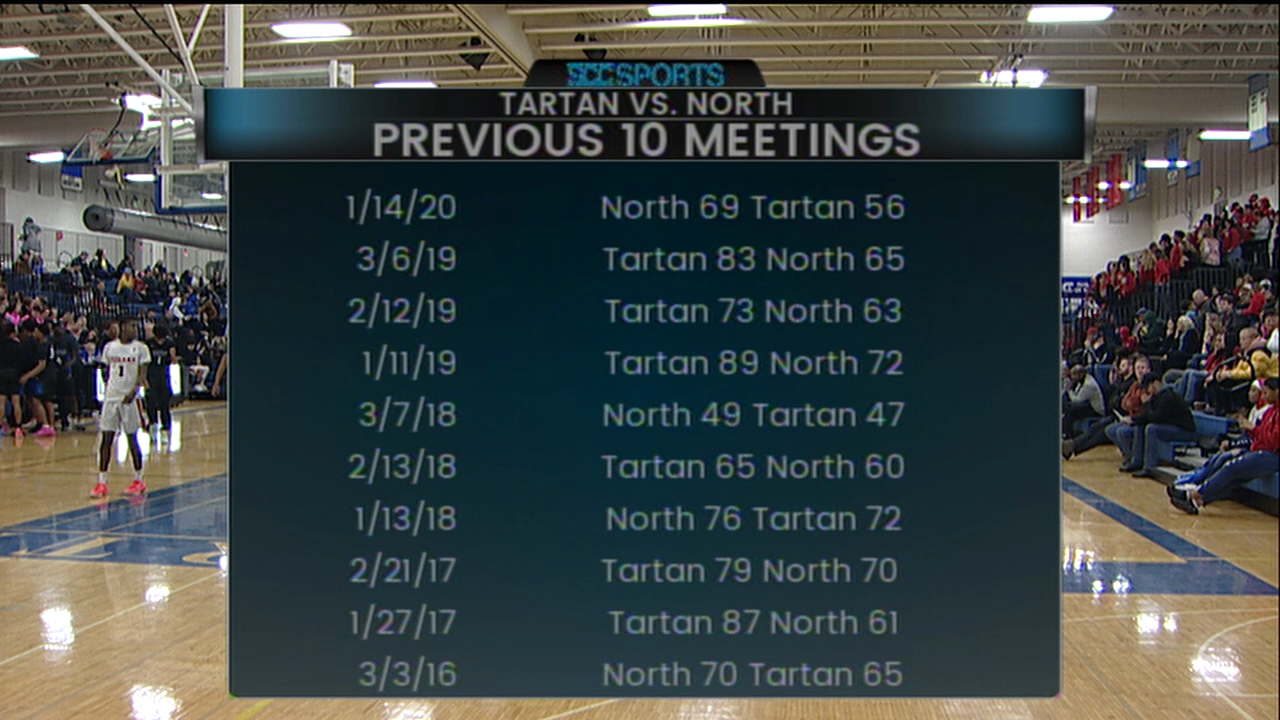 SCC SPORTS
TARTAN VS. NORTH
PREVIOUS 10 MEETINGS
1/14/20 North 69 Tartan 56
3/6/19 Tartan 83 North 65
2/12/19 Tartan 73 North 63
1/11/19 Tartan 89 North 72
3/7/18 North 49 Tartan 47
2/13/18 Tartan 65 North 60
1/13/18 North 76 Tartan 72
2/21/17 Tartan 79 North 70
1/27/17 Tartan 87 North 61
3/3/16 North 70 Tartan 65
1